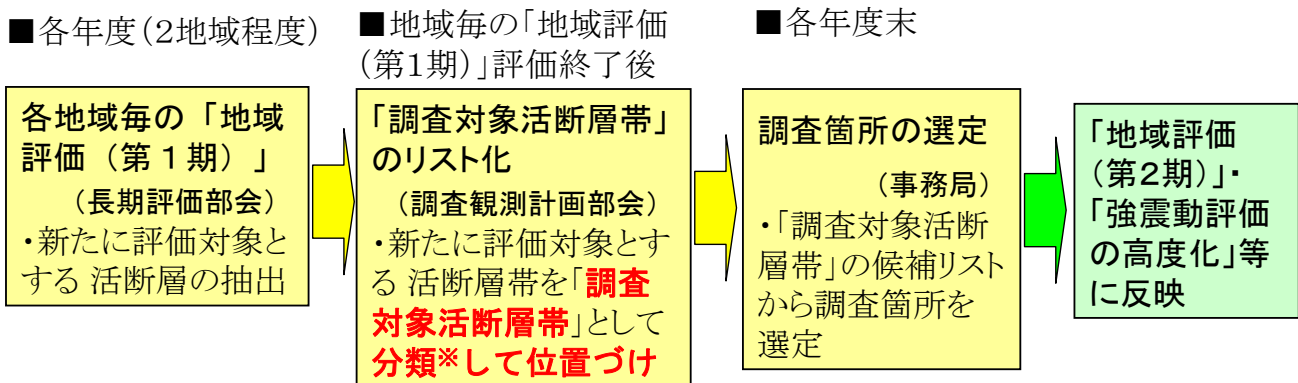 ■各年度(2地域程度)
■地域毎の「地域評価
(第1期)」評価終了後
■各年度末
各地域毎の「地域
評価(第1期)」
(長期評価部会)
・新たに評価対象と
する 活断層の抽出
「調査対象活断層帯」
のリスト化
(調査観測計画部会)
・新たに評価対象とす
る 活断層帯を「調査
対象活断層帯」として
分類※して位置づけ
調査箇所の選定
(事務局)
・「調査対象活断
層帯」の候補リスト
から調査箇所を
選定
「地域評価
(第2期)」・
「強震動評価
の高度化」等
に反映